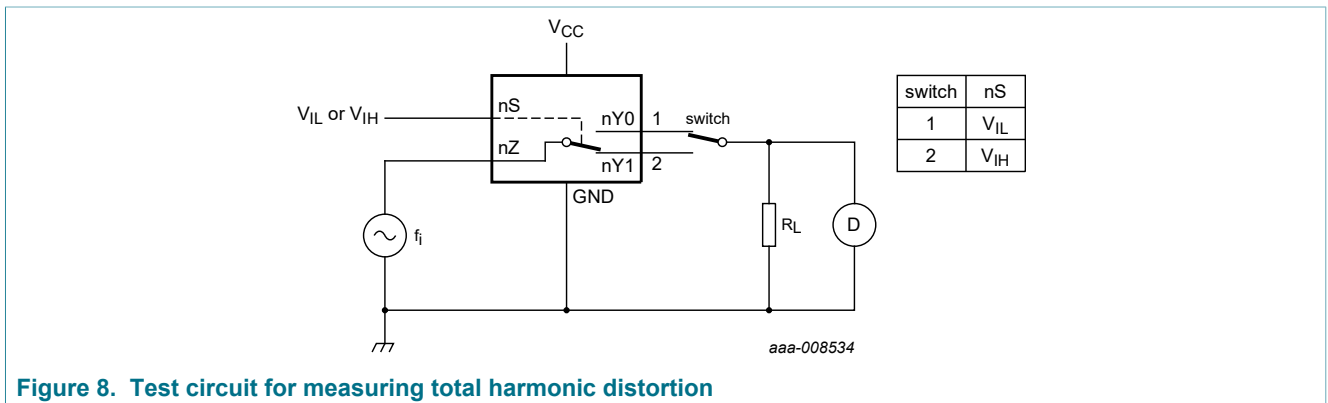 VCC
VIL or VIH
nS
nZ
nY0
nY1
1
2
switch
GND
fi
RL
D
switch nS
1 VIL
2 VIH
aaa-008534
Figure 8. Test circuit for measuring total harmonic distortion